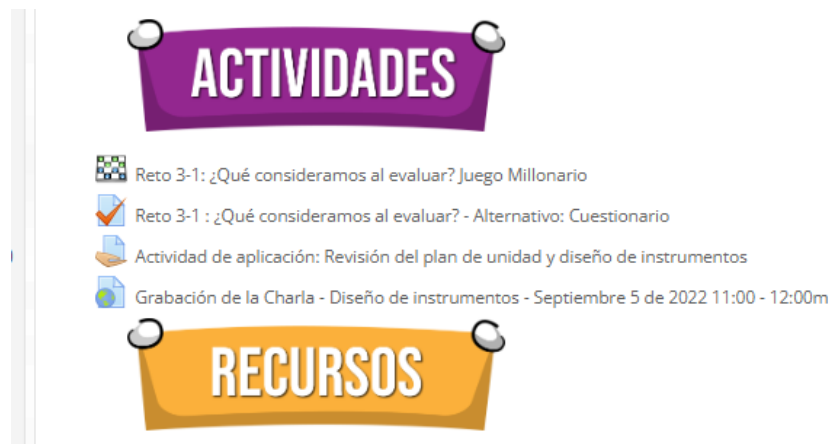 ACTIVIDADES
Reto 3-1: ¿Qué consideramos al evaluar? Juego Millonario
Reto 3-1 : ¿Qué consideramos al evaluar? - Alternativo: Cuestionario
Actividad de aplicación: Revisión del plan de unidad y diseño de instrumentos
Grabación de la Charla - Diseño de instrumentos - Septiembre 5 de 2022 11:00 - 12:00m
RECURSOS